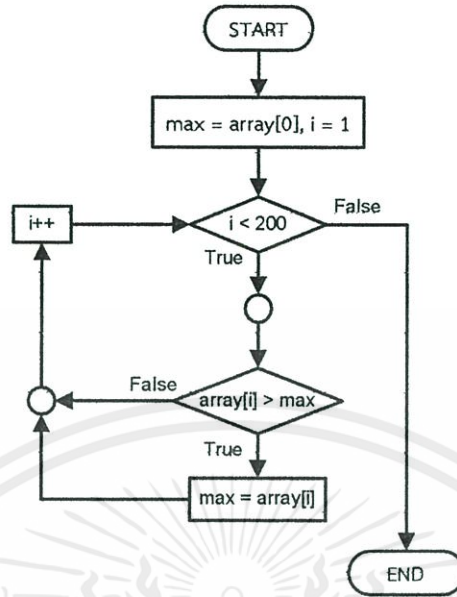 START
max = array[0], i = 1
i++
i < 200
False
True
False
array[i] > max
True
max = array[i]
END